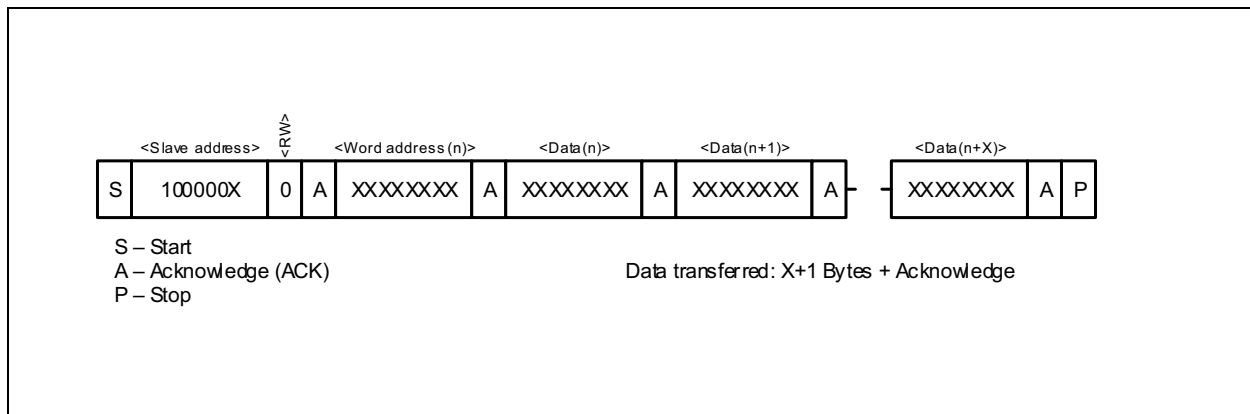 <RW>
<Slave address> <Word address (n)> <Data(n)> <Data(n+1)> <Data(n+X)>
S 100000X 0 A XXXXXXXX A XXXXXXXX A XXXXXXXX A XXXXXXXX A P
S – Start
A – Acknowledge (ACK) Data transferred: X+1 Bytes + Acknowledge
P – Stop